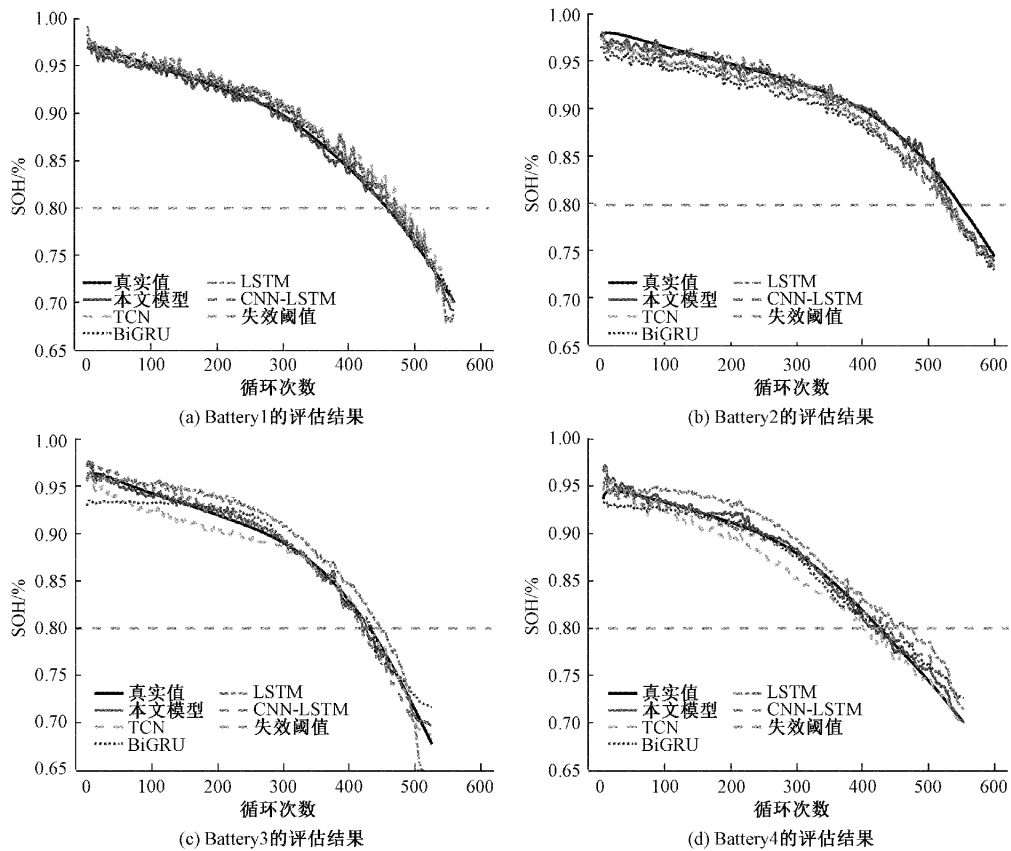 1.00
0.95
0.90
0.85
0.80
0.75
0.70
0.65
SOH/%
真实值
本文模型
TCN
BiGRU
LSTM
CNN-LSTM
失效阈值
0 100 200 300 400 500 600
循环次数
(a) Battery1的评估结果
1.00
0.95
0.90
0.85
0.80
0.75
0.70
0.65
SOH/%
真实值
本文模型
TCN
BiGRU
LSTM
CNN-LSTM
失效阈值
0 100 200 300 400 500 600
循环次数
(b) Battery2的评估结果
1.00
0.95
0.90
0.85
0.80
0.75
0.70
0.65
SOH/%
真实值
本文模型
TCN
BiGRU
LSTM
CNN-LSTM
失效阈值
0 100 200 300 400 500 600
循环次数
(c) Battery3的评估结果
1.00
0.95
0.90
0.85
0.80
0.75
0.70
0.65
SOH/%
真实值
本文模型
TCN
BiGRU
LSTM
CNN-LSTM
失效阈值
0 100 200 300 400 500 600
循环次数
(d) Battery4的评估结果